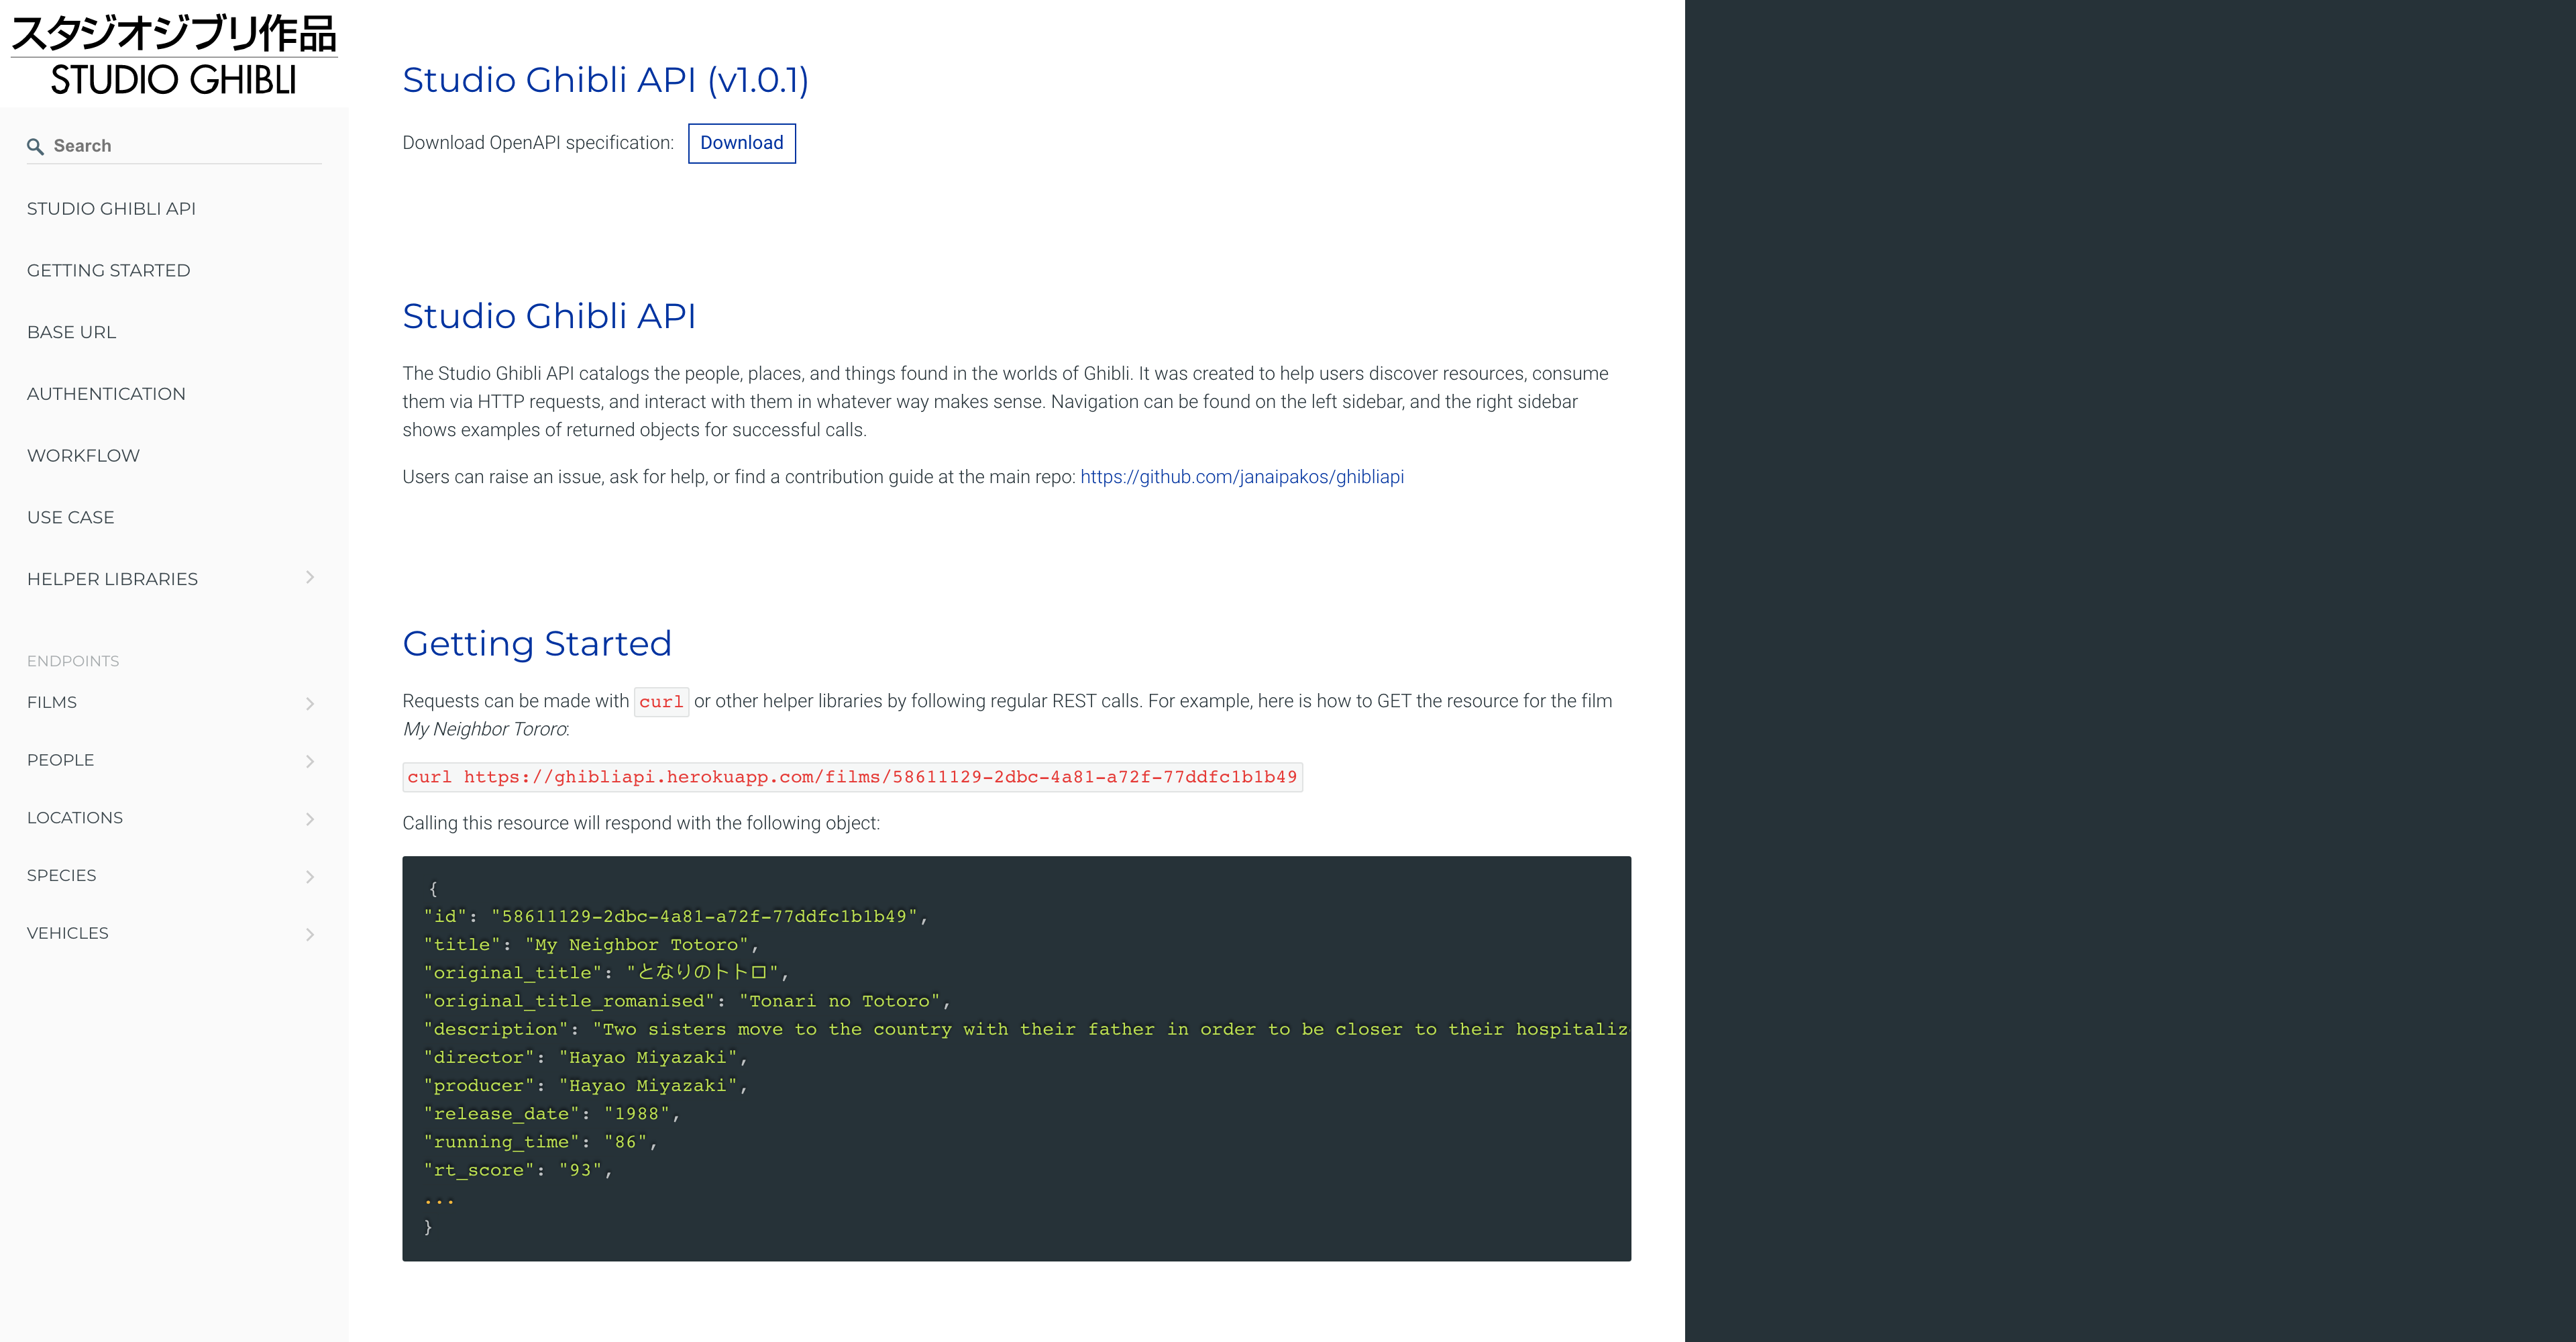 スタジオジブリ作品
STUDIO GHIBLI
Search
STUDIO GHIBLI API
GETTING STARTED
BASE URL
AUTHENTICATION
WORKFLOW
USE CASE
HELPER LIBRARIES
ENDPOINTS
FILMS
PEOPLE
LOCATIONS
SPECIES
VEHICLES
Studio Ghibli API (v1.0.1)
Download OpenAPI specification: Download
Studio Ghibli API
The Studio Ghibli API catalogs the people, places, and things found in the worlds of Ghibli. It was created to help users discover resources, consume
them via HTTP requests, and interact with them in whatever way makes sense. Navigation can be found on the left sidebar, and the right sidebar
shows examples of returned objects for successful calls.
Users can raise an issue, ask for help, or find a contribution guide at the main repo: https://github.com/janaipakos/ghibliapi
Getting Started
Requests can be made with curl or other helper libraries by following regular REST calls. For example, here is how to GET the resource for the film
My Neighbor Tororo:
curl https://ghibliapi.herokuapp.com/films/58611129-2dbc-4a81-a72f-77ddfc1b1b49
Calling this resource will respond with the following object:
{
"id": "58611129-2dbc-4a81-a72f-77ddfc1b1b49",
"title": "My Neighbor Totoro",
"original_title": "となりのトトロ",
"original_title_romanised": "Tonari no Totoro",
"description": "Two sisters move to the country with their father in order to be closer to their hospitaliz
"director": "Hayao Miyazaki",
"producer": "Hayao Miyazaki",
"release_date": "1988",
"running_time": "86",
"rt_score": "93",
...
}